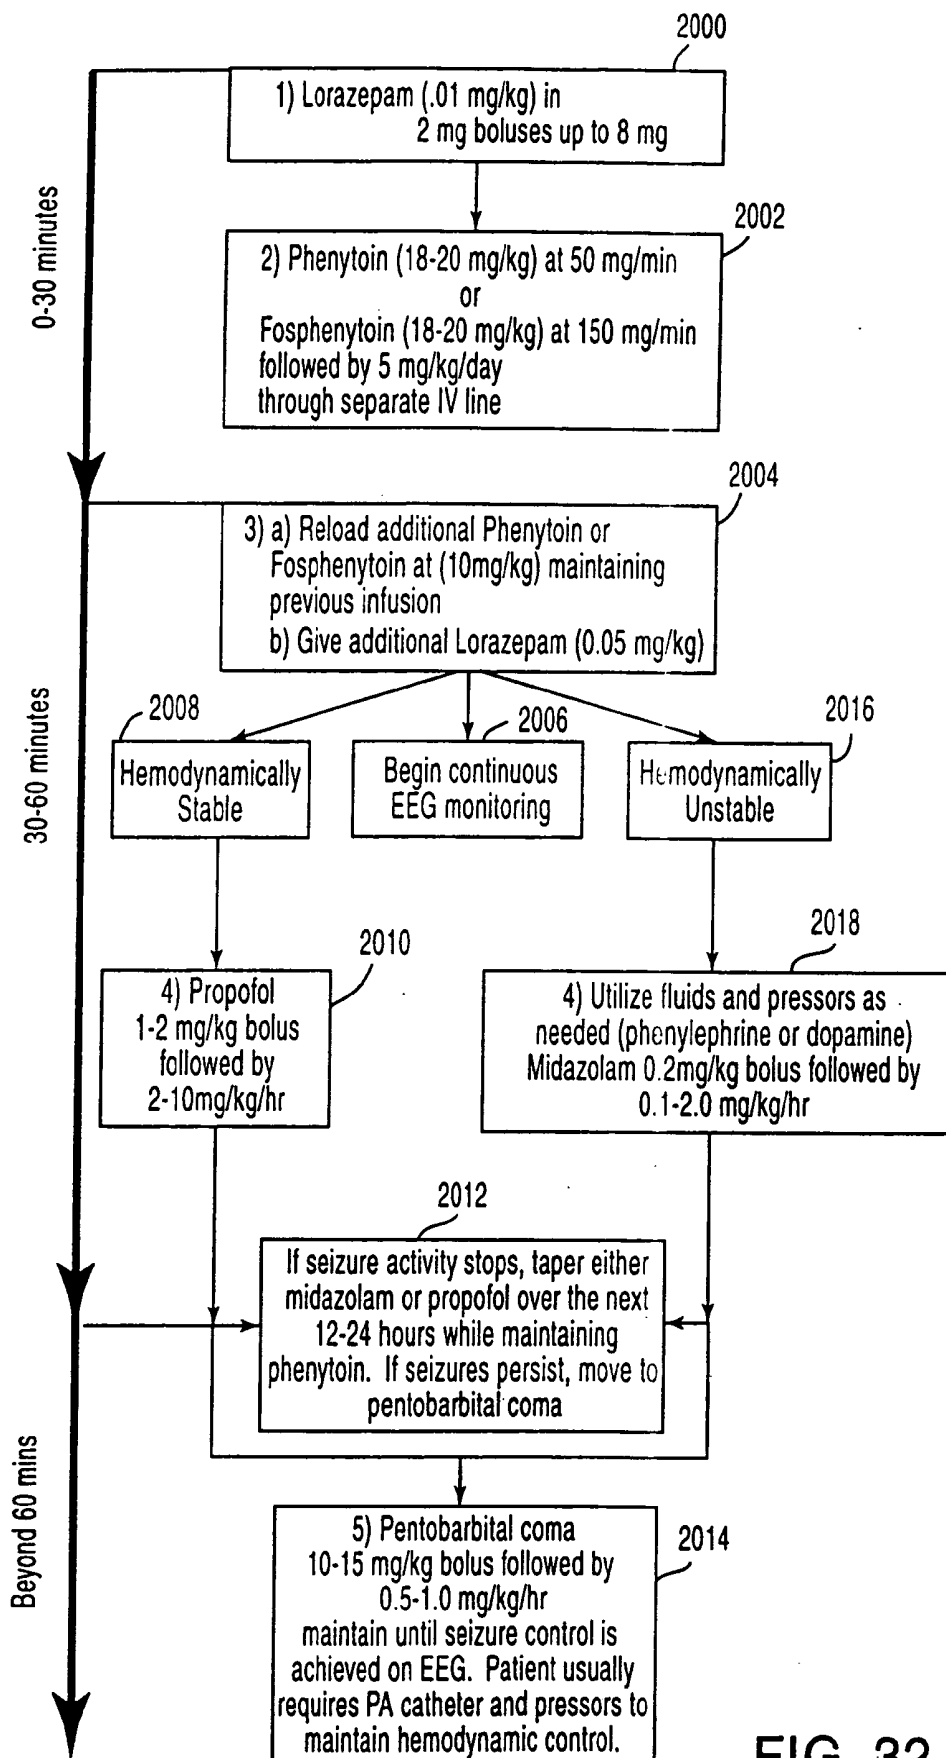 2000
1) Lorazepam (.01 mg/kg) in
2 mg boluses up to 8 mg
0-30 minutes
2002
2) Phenytoin (18-20 mg/kg) at 50 mg/min
or
Fosphenytoin (18-20 mg/kg) at 150 mg/min
followed by 5 mg/kg/day
through separate IV line
2004
3) a) Reload additional Phenytoin or
Fosphenytoin at (10mg/kg) maintaining
previous infusion
b) Give additional Lorazepam (0.05 mg/kg)
30-60 minutes
2008
Hemodynamically
Stable
2006
Begin continuous
EEG monitoring
2016
Hemodynamically
Unstable
2010
4) Propofol
1-2 mg/kg bolus
followed by
2-10mg/kg/hr
2018
4) Utilize fluids and pressors as
needed (phenylephrine or dopamine)
Midazolam 0.2mg/kg bolus followed by
0.1-2.0 mg/kg/hr
2012
If seizure activity stops, taper either
midazolam or propofol over the next
12-24 hours while maintaining
phenytoin. If seizures persist, move to
pentobarbital coma
Beyond 60 mins
2014
5) Pentobarbital coma
10-15 mg/kg bolus followed by
0.5-1.0 mg/kg/hr
maintain until seizure control is
achieved on EEG. Patient usually
requires PA catheter and pressors to
maintain hemodynamic control.
FIG. 32